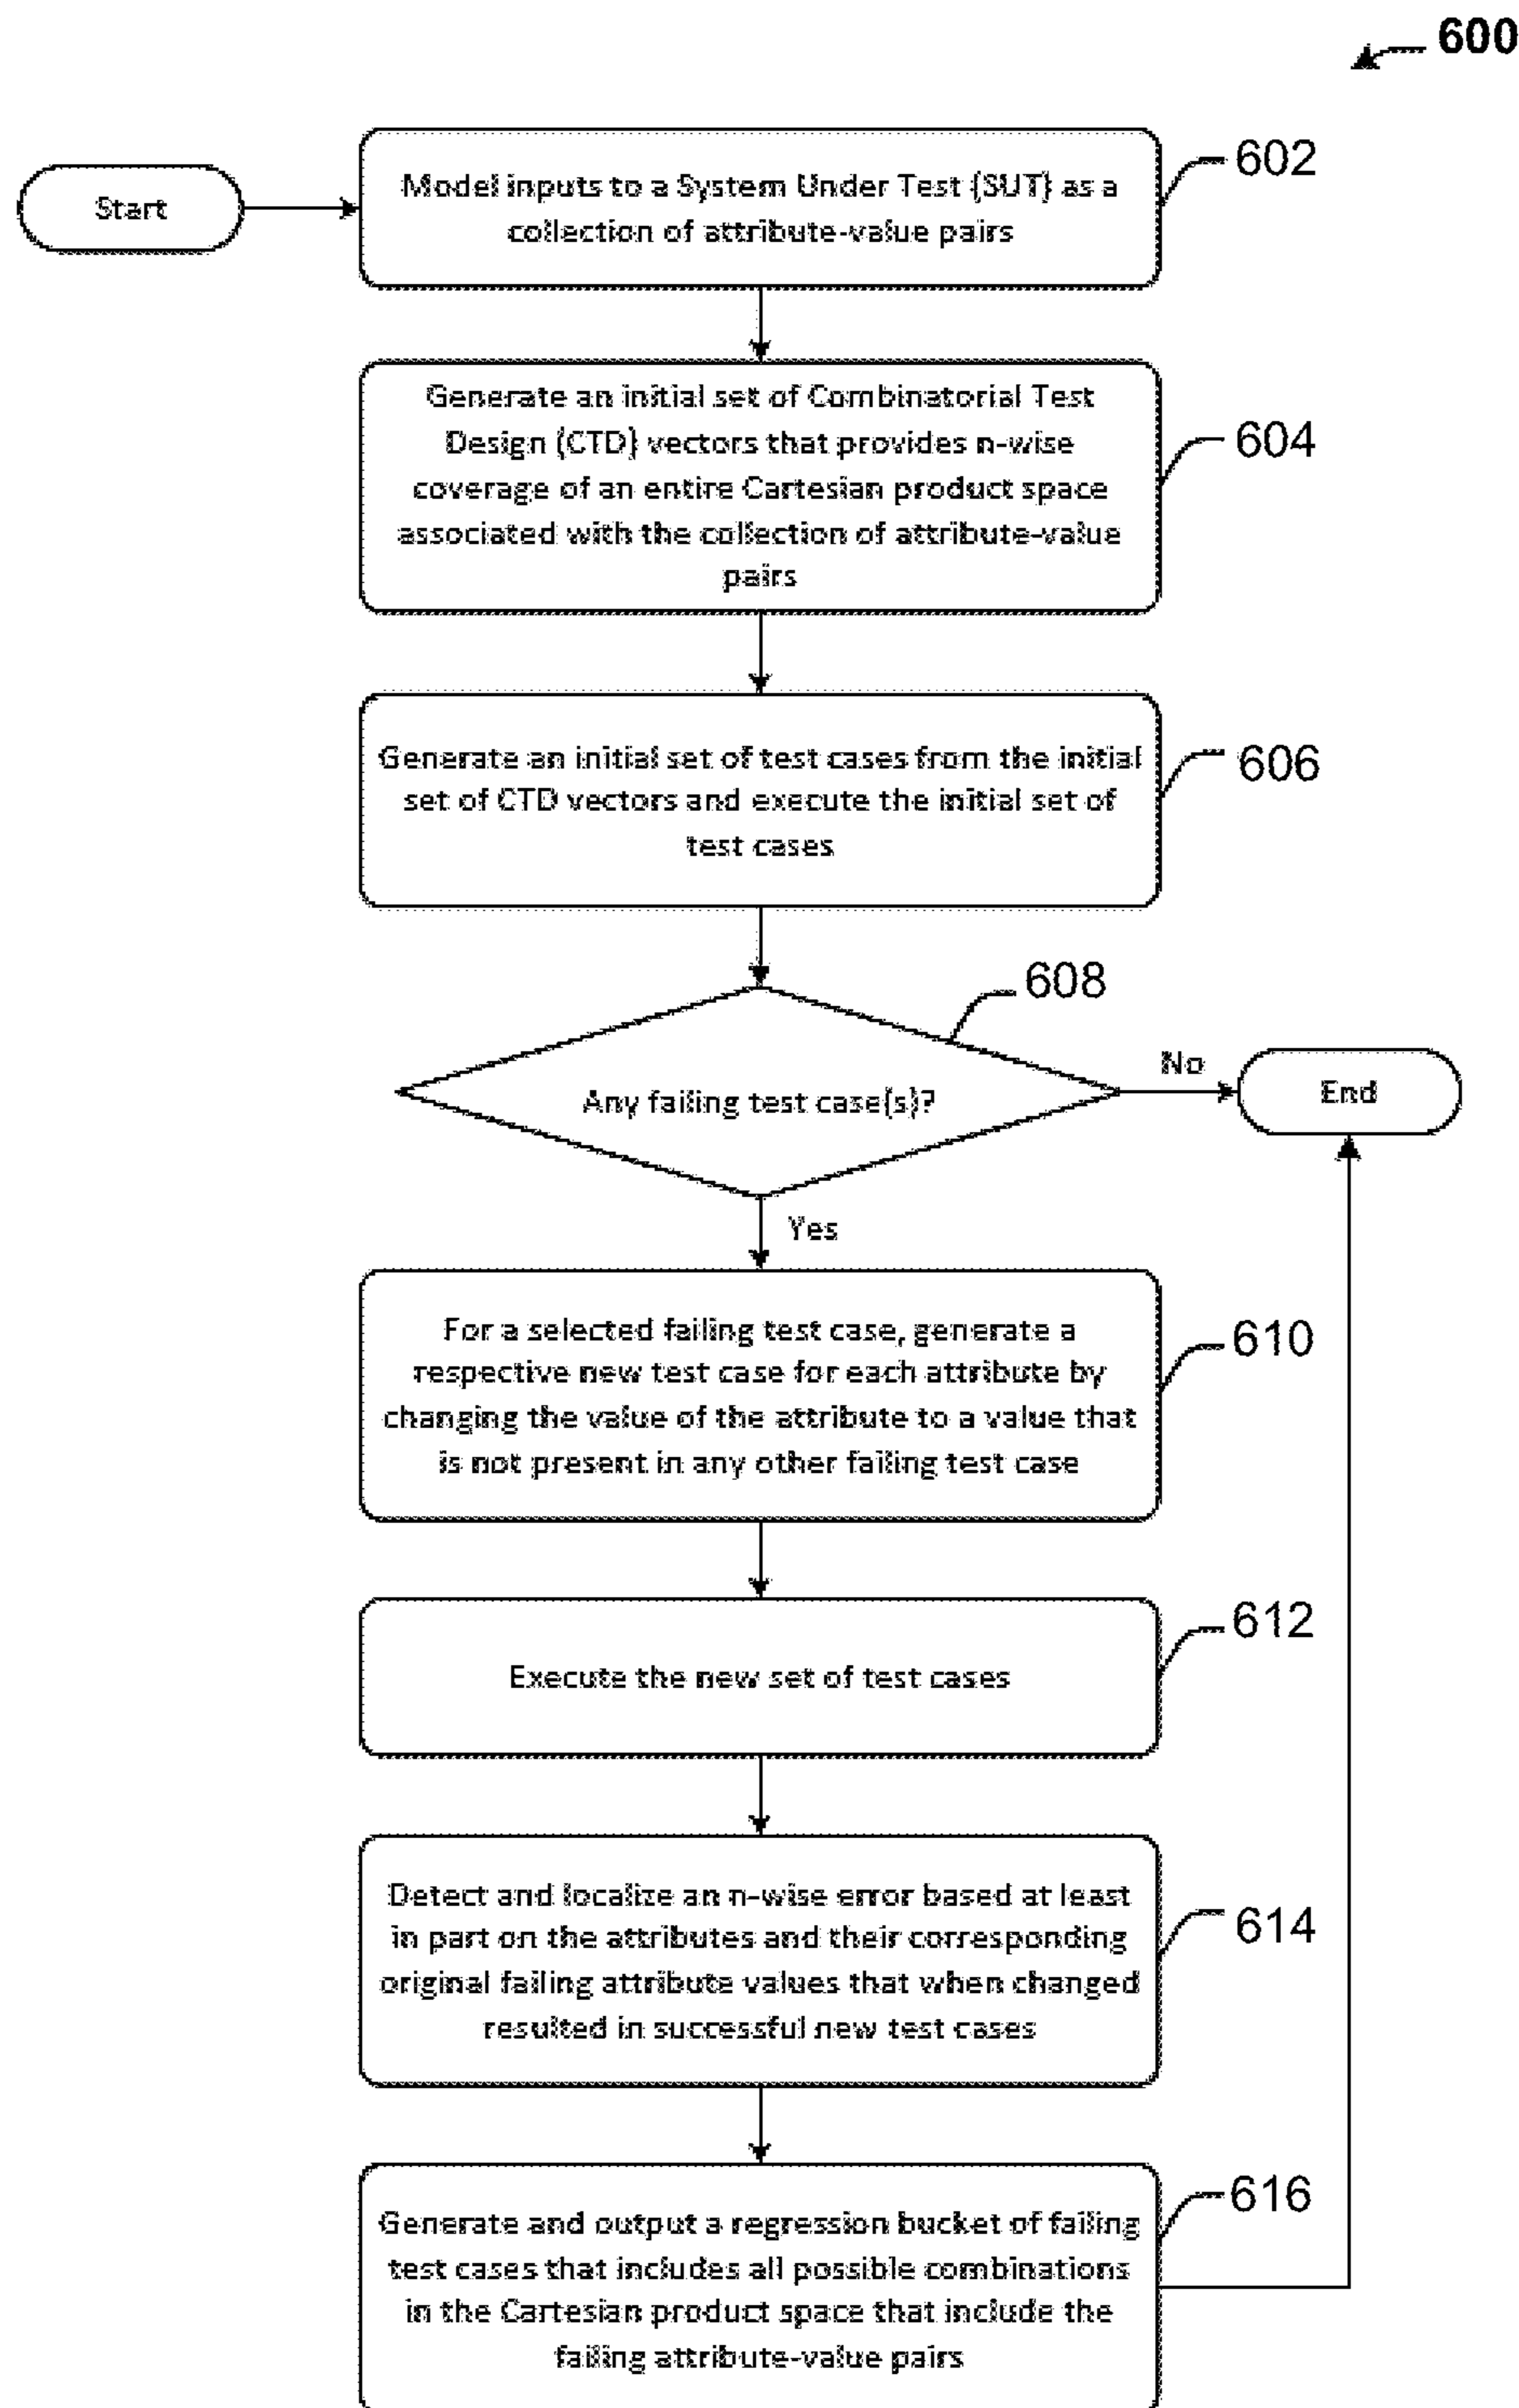 600
Start
Model inputs to a System Under Test (SUT) as a
collection of attribute-value pairs
602
Generate an initial set of Combinatorial Test
Design (CTD) vectors that provides n-wise
coverage of an entire Cartesian product space
associated with the collection of attribute-value
pairs
604
Generate an initial set of test cases from the initial
set of CTD vectors and execute the initial set of
test cases
606
608
Any failing test case(s)?
No
End
Yes
For a selected failing test case, generate a
respective new test case for each attribute by
changing the value of the attribute to a value that
is not present in any other failing test case
610
Execute the new set of test cases
612
Detect and localize an n-wise error based at least
in part on the attributes and their corresponding
original failing attribute values that when changed
resulted in successful new test cases
614
Generate and output a regression bucket of failing
test cases that includes all possible combinations
in the Cartesian product space that include the
failing attribute-value pairs
616